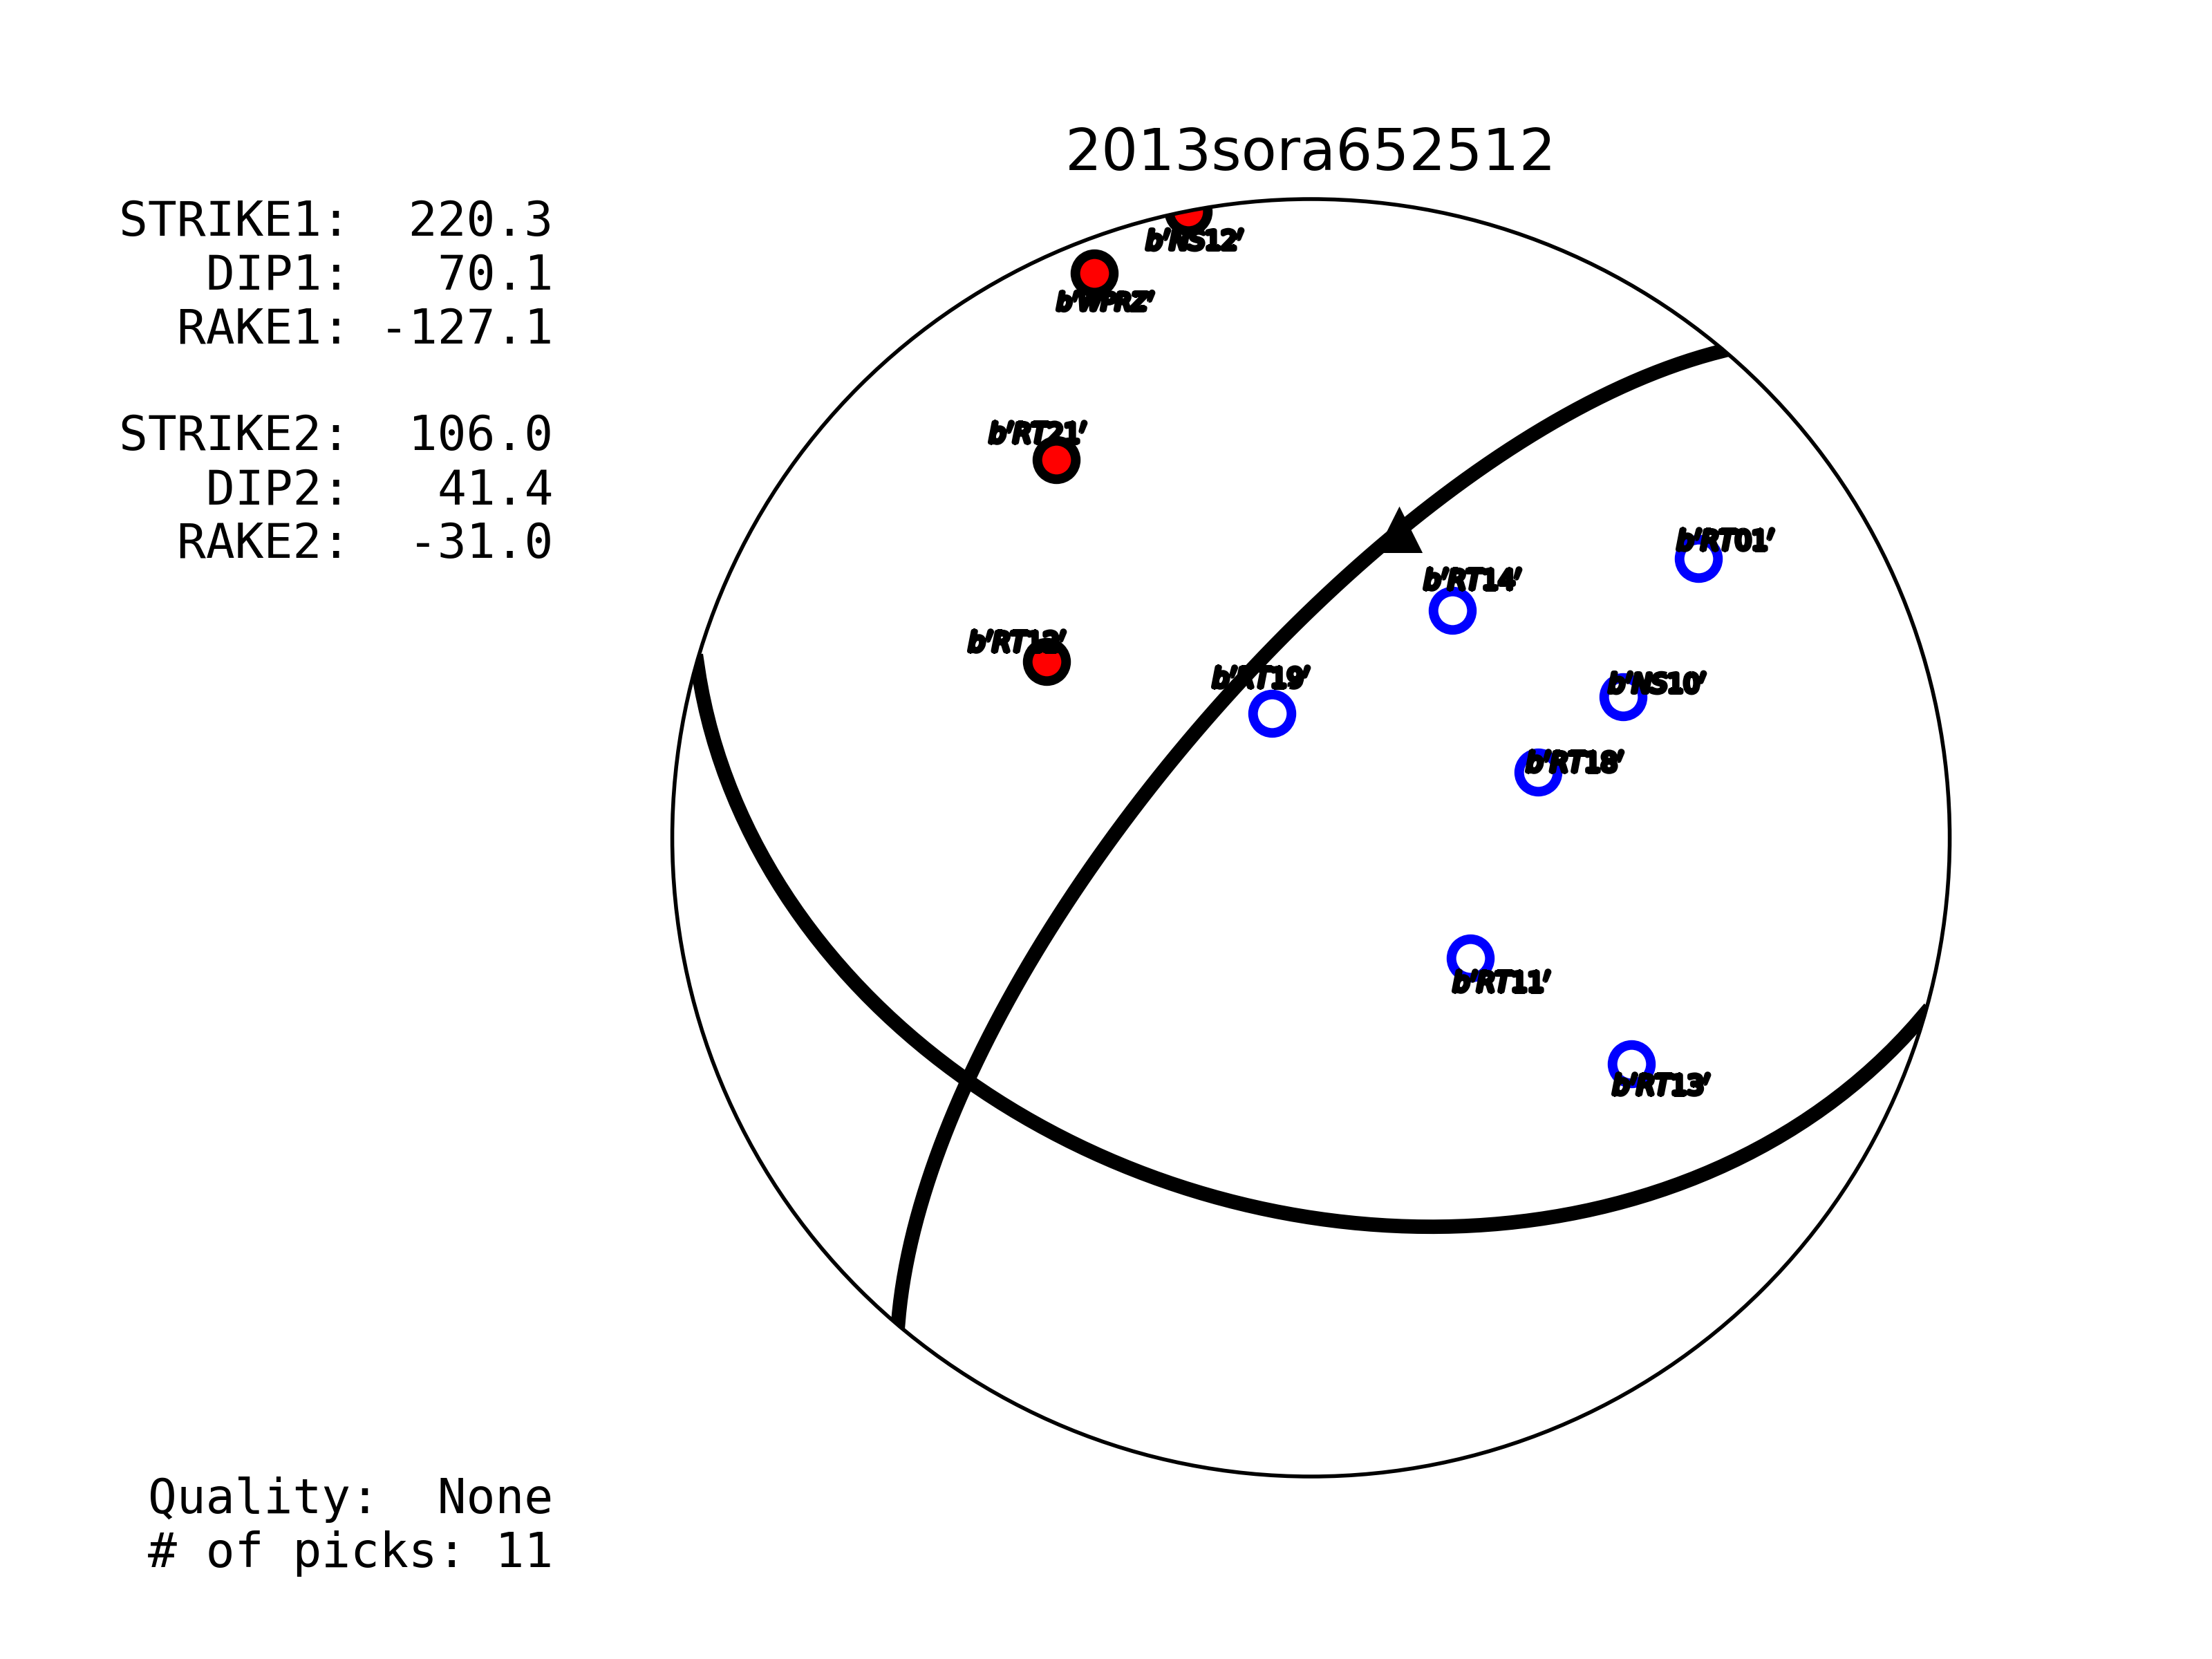 2013sora652512
STRIKE1: 220.3
DIP1: 70.1
RAKE1: -127.1
STRIKE2: 106.0
DIP2: 41.4
RAKE2: -31.0
b'NS12'
b'WPRZ'
b'RT21'
b'RT01'
b'RT14'
b'RT19'
b'NS10'
b'RT18'
b'RT11'
b'RT13'
Quality: None
# of picks: 11